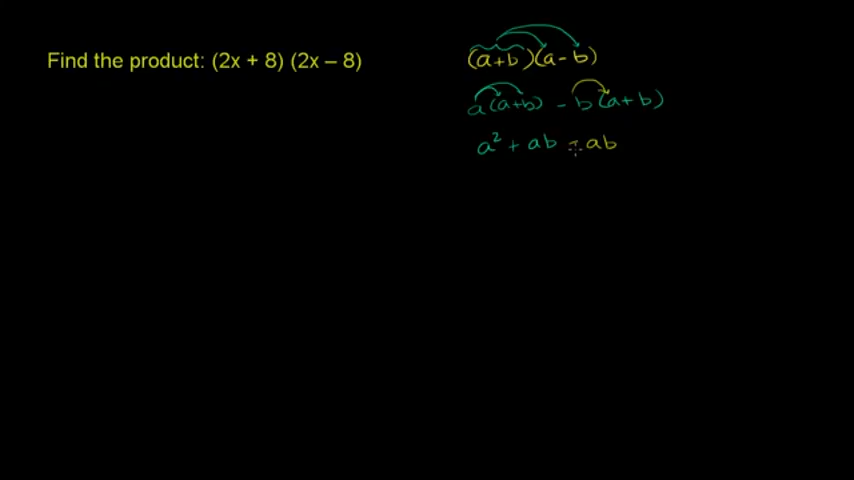 Find the product: (2x + 8) (2x – 8)
(a+b)(a-b)
a(a+b) - b(a+b)
a² + ab - ab